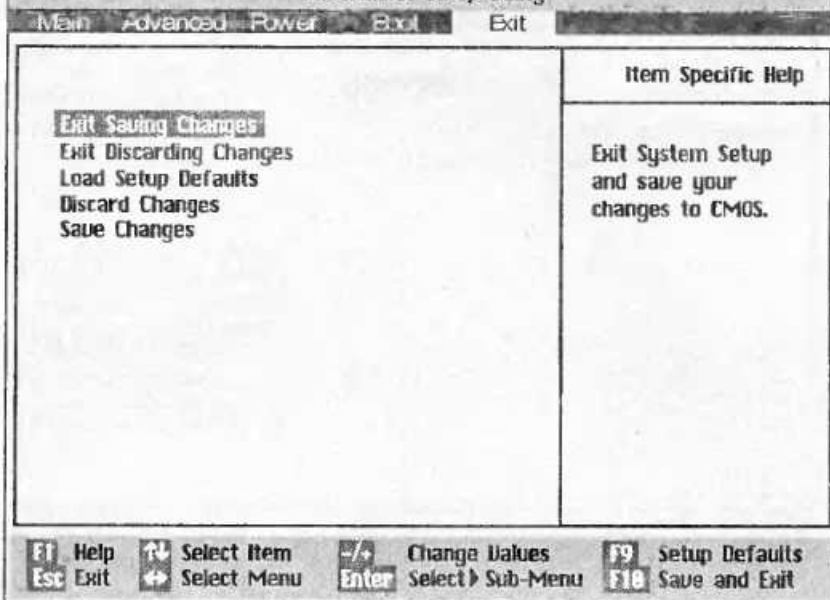 Main Advanced Power Boot Exit
Item Specific Help
Exit Saving Changes
Exit Discarding Changes
Load Setup Defaults
Discard Changes
Save Changes
Exit System Setup
and save your
changes to CMOS.
F1 Help ↑↓ Select Item -/+ Change Values F9 Setup Defaults
Esc Exit ↔ Select Menu Enter Select ▶ Sub-Menu F10 Save and Exit